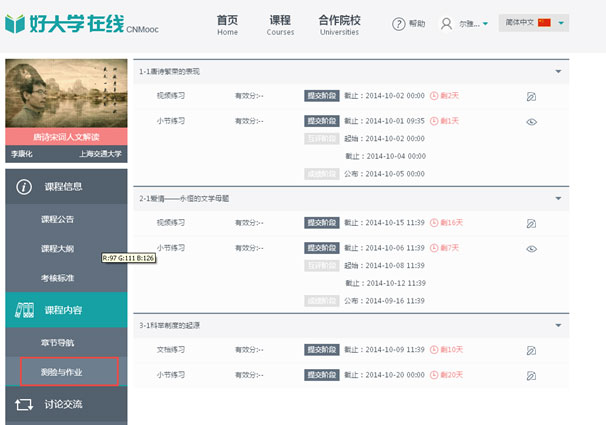 好大学在线 CNMooc
首页 课程 合作院校 帮助 尔雅... 简体中文
Home Courses Universities
唐诗宋词人文解读
李康化 上海交通大学
课程信息
课程公告
课程大纲
考核标准
R:97 G:111 B:126
课程内容
章节导航
测验与作业
讨论交流
1-1唐诗繁荣的表现
视频练习 有效分:-- 提交阶段 截止：2014-10-02 00:00 剩2天
小节练习 有效分:-- 提交阶段 截止：2014-10-01 09:35 剩1天
互评阶段 起始：2014-10-02 00:00
截止：2014-10-04 00:00
成绩阶段 公布：2014-10-05 00:00
2-1爱情——永恒的文学母题
视频练习 有效分:-- 提交阶段 截止：2014-10-15 11:39 剩16天
小节练习 有效分:-- 提交阶段 截止：2014-10-06 11:39 剩7天
互评阶段 起始：2014-10-08 11:39
截止：2014-10-12 11:39
成绩阶段 公布：2014-09-16 11:39
3-1科举制度的起源
文档练习 有效分:-- 提交阶段 截止：2014-10-09 11:39 剩10天
小节练习 有效分:-- 提交阶段 截止：2014-10-20 00:00 剩20天